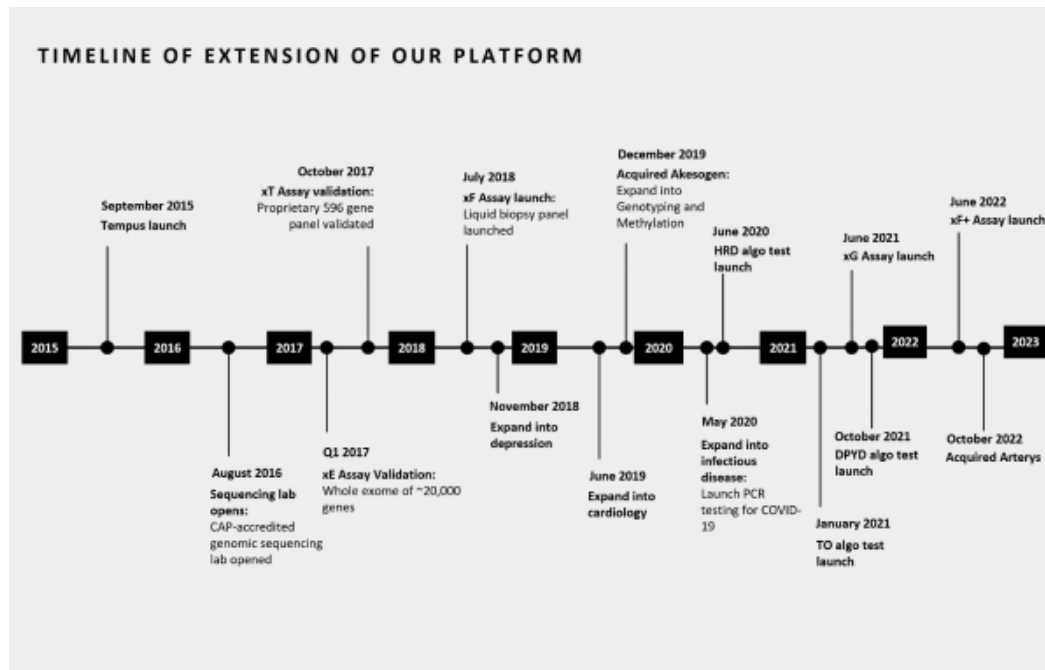 TIMELINE OF EXTENSION OF OUR PLATFORM
September 2015
Tempus launch
October 2017
xT Assay validation:
Proprietary 596 gene
panel validated
July 2018
xF Assay launch:
Liquid biopsy panel
launched
December 2019
Acquired Akesogen:
Expand into
Genotyping and
Methylation
June 2020
HRD algo test
launch
June 2021
xG Assay launch
June 2022
xF+ Assay launch
2015
2016
2017
2018
2019
2020
2021
2022
2023
August 2016
Sequencing lab
opens:
CAP-accredited
genomic sequencing
lab opened
Q1 2017
xE Assay Validation:
Whole exome of ~20,000
genes
November 2018
Expand into
depression
June 2019
Expand into
cardiology
May 2020
Expand into
infectious
disease:
Launch PCR
testing for COVID-
19
January 2021
TO algo test
launch
October 2021
DPYD algo test
launch
October 2022
Acquired Arterys